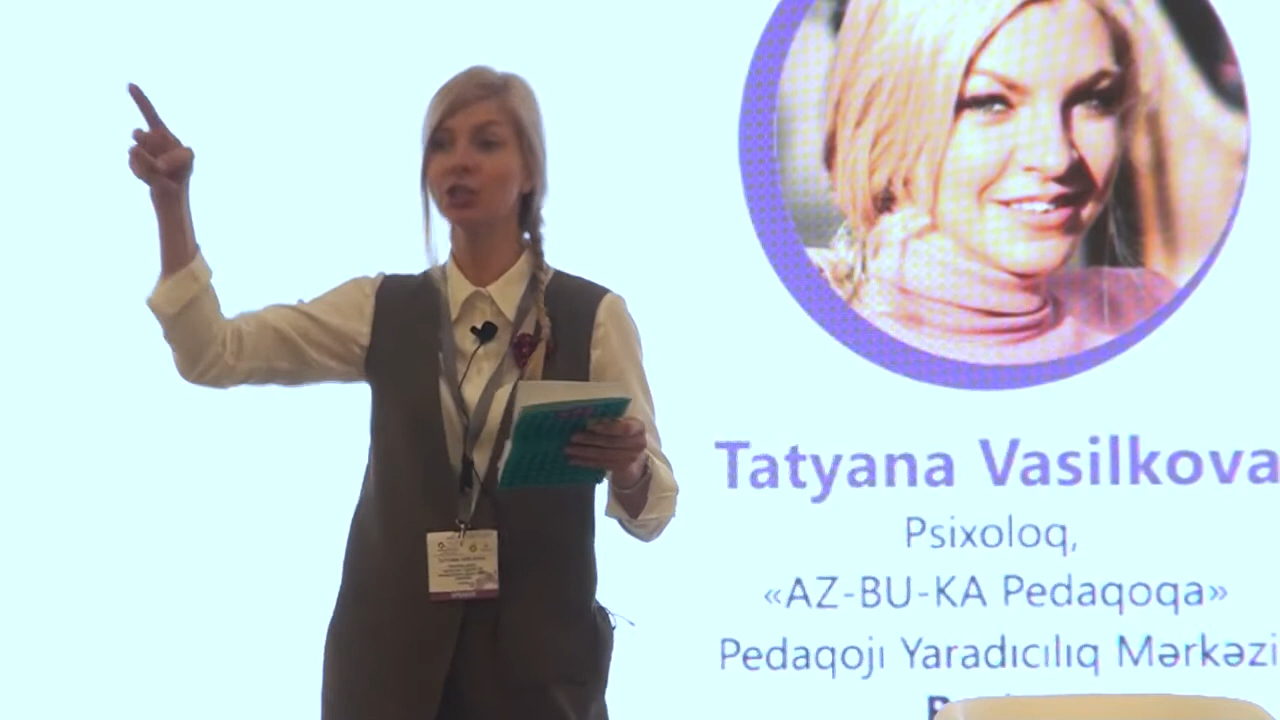 Tatyana Vasilkova
Psixoloq,
«AZ-BU-KA Pedaqoqa»
Pedaqoji Yaradıcılıq Mərkəzi